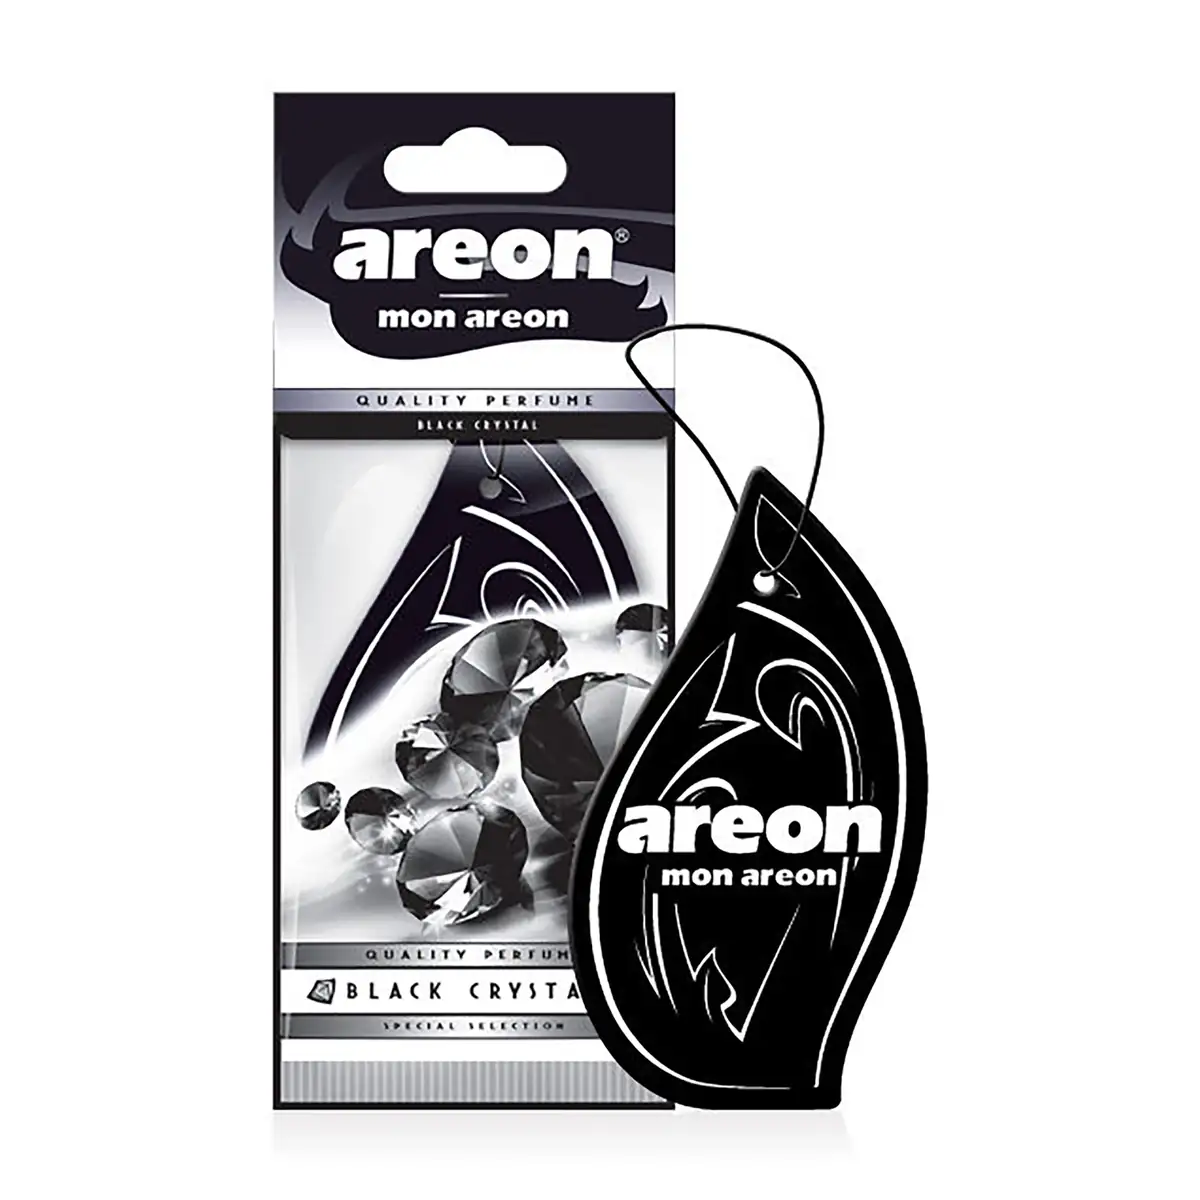 areon®
mon areon
QUALITY PERFUME
BLACK CRYSTAL
areon
mon areon
QUALITY PERFUM
BLACK CRYSTA
SPECIAL SELECTION